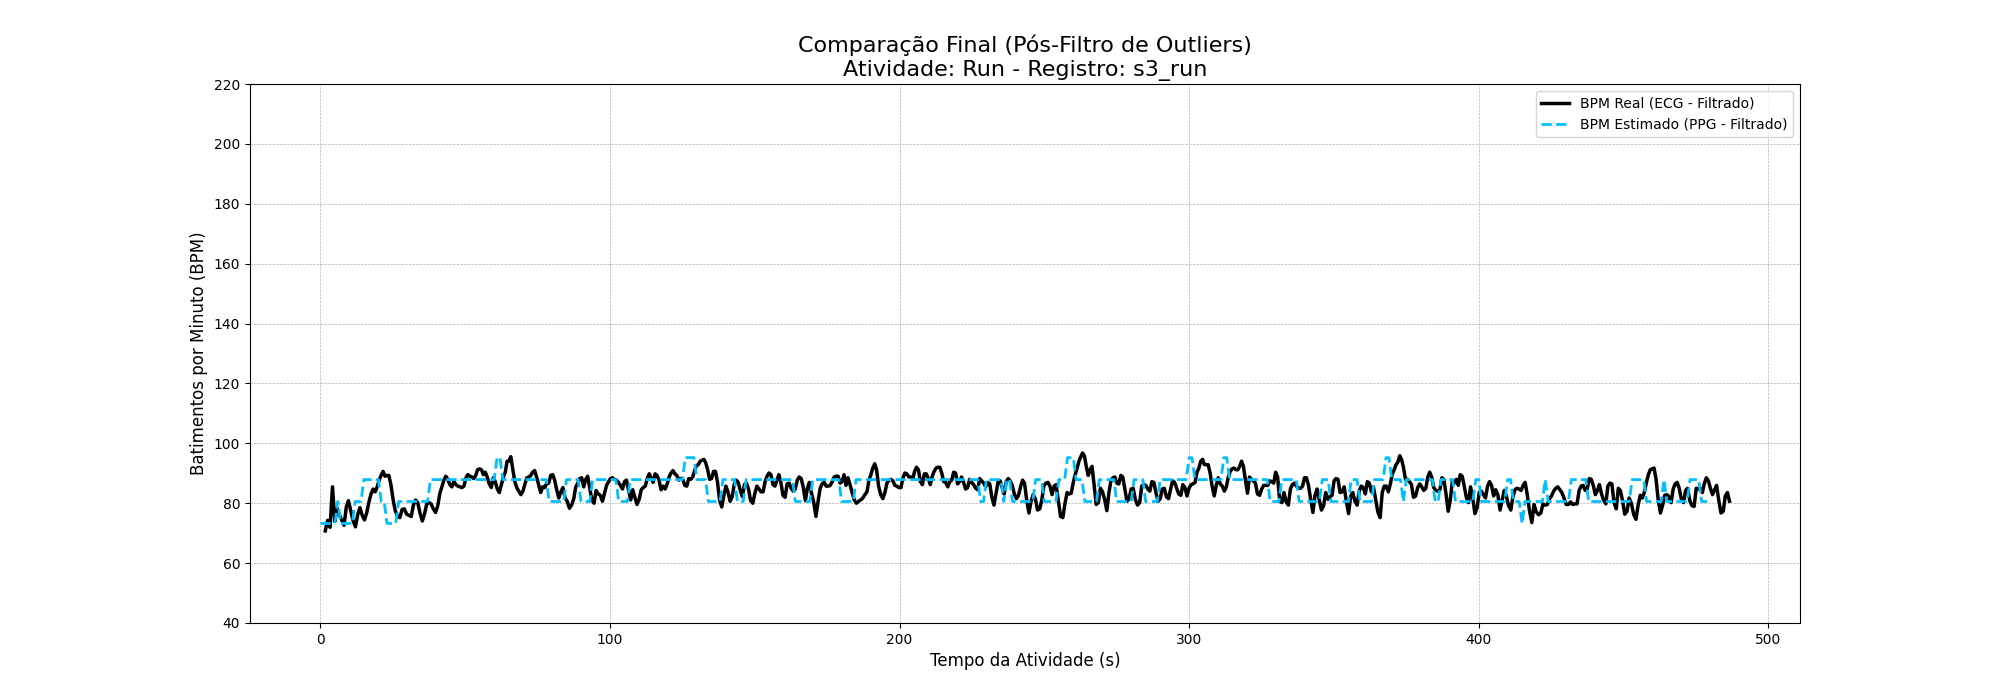 Comparação Final (Pós-Filtro de Outliers)
Atividade: Run - Registro: s3_run
BPM Real (ECG - Filtrado)
BPM Estimado (PPG - Filtrado)
Batimentos por Minuto (BPM)
220
200
180
160
140
120
100
80
60
40
0 100 200 300 400 500
Tempo da Atividade (s)